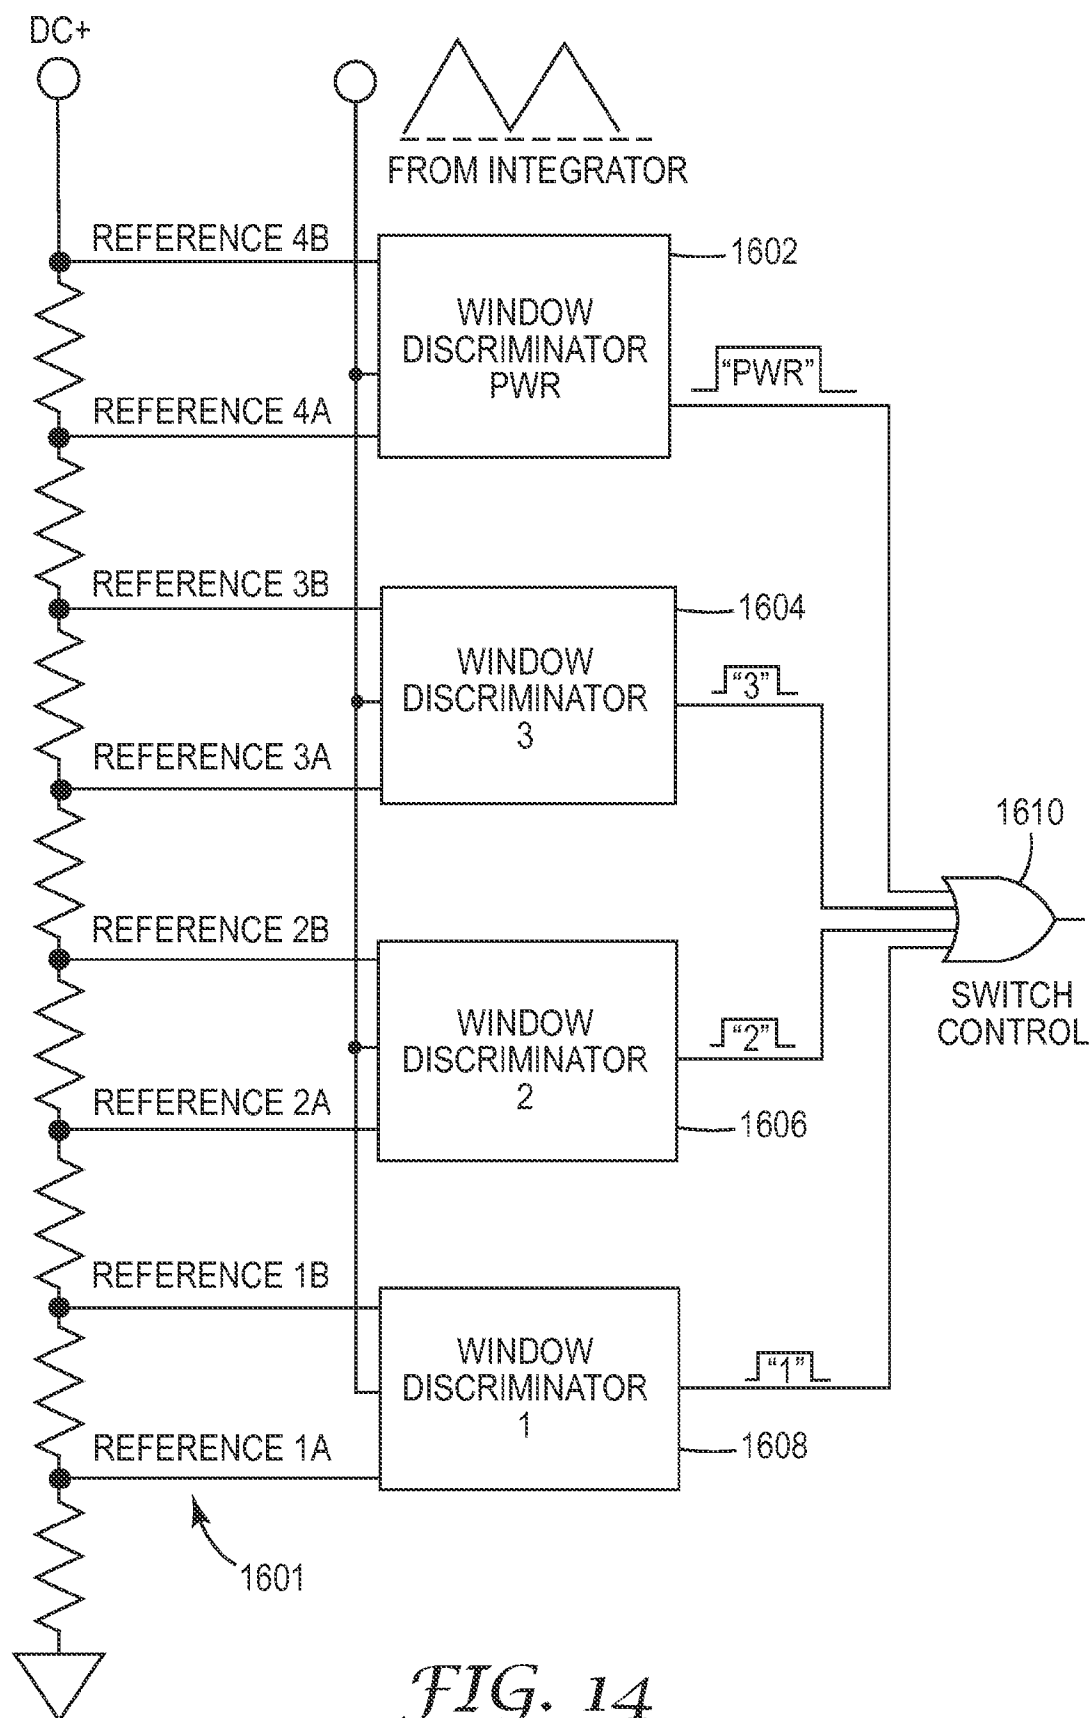 DC+
FROM INTEGRATOR
REFERENCE 4B
1602
WINDOW
DISCRIMINATOR
PWR
"PWR"
REFERENCE 4A
REFERENCE 3B
1604
WINDOW
DISCRIMINATOR
3
"3"
REFERENCE 3A
1610
REFERENCE 2B
SWITCH
CONTROL
WINDOW
DISCRIMINATOR
2
"2"
REFERENCE 2A
1606
REFERENCE 1B
WINDOW
DISCRIMINATOR
1
"1"
REFERENCE 1A
1608
1601
FIG. 14